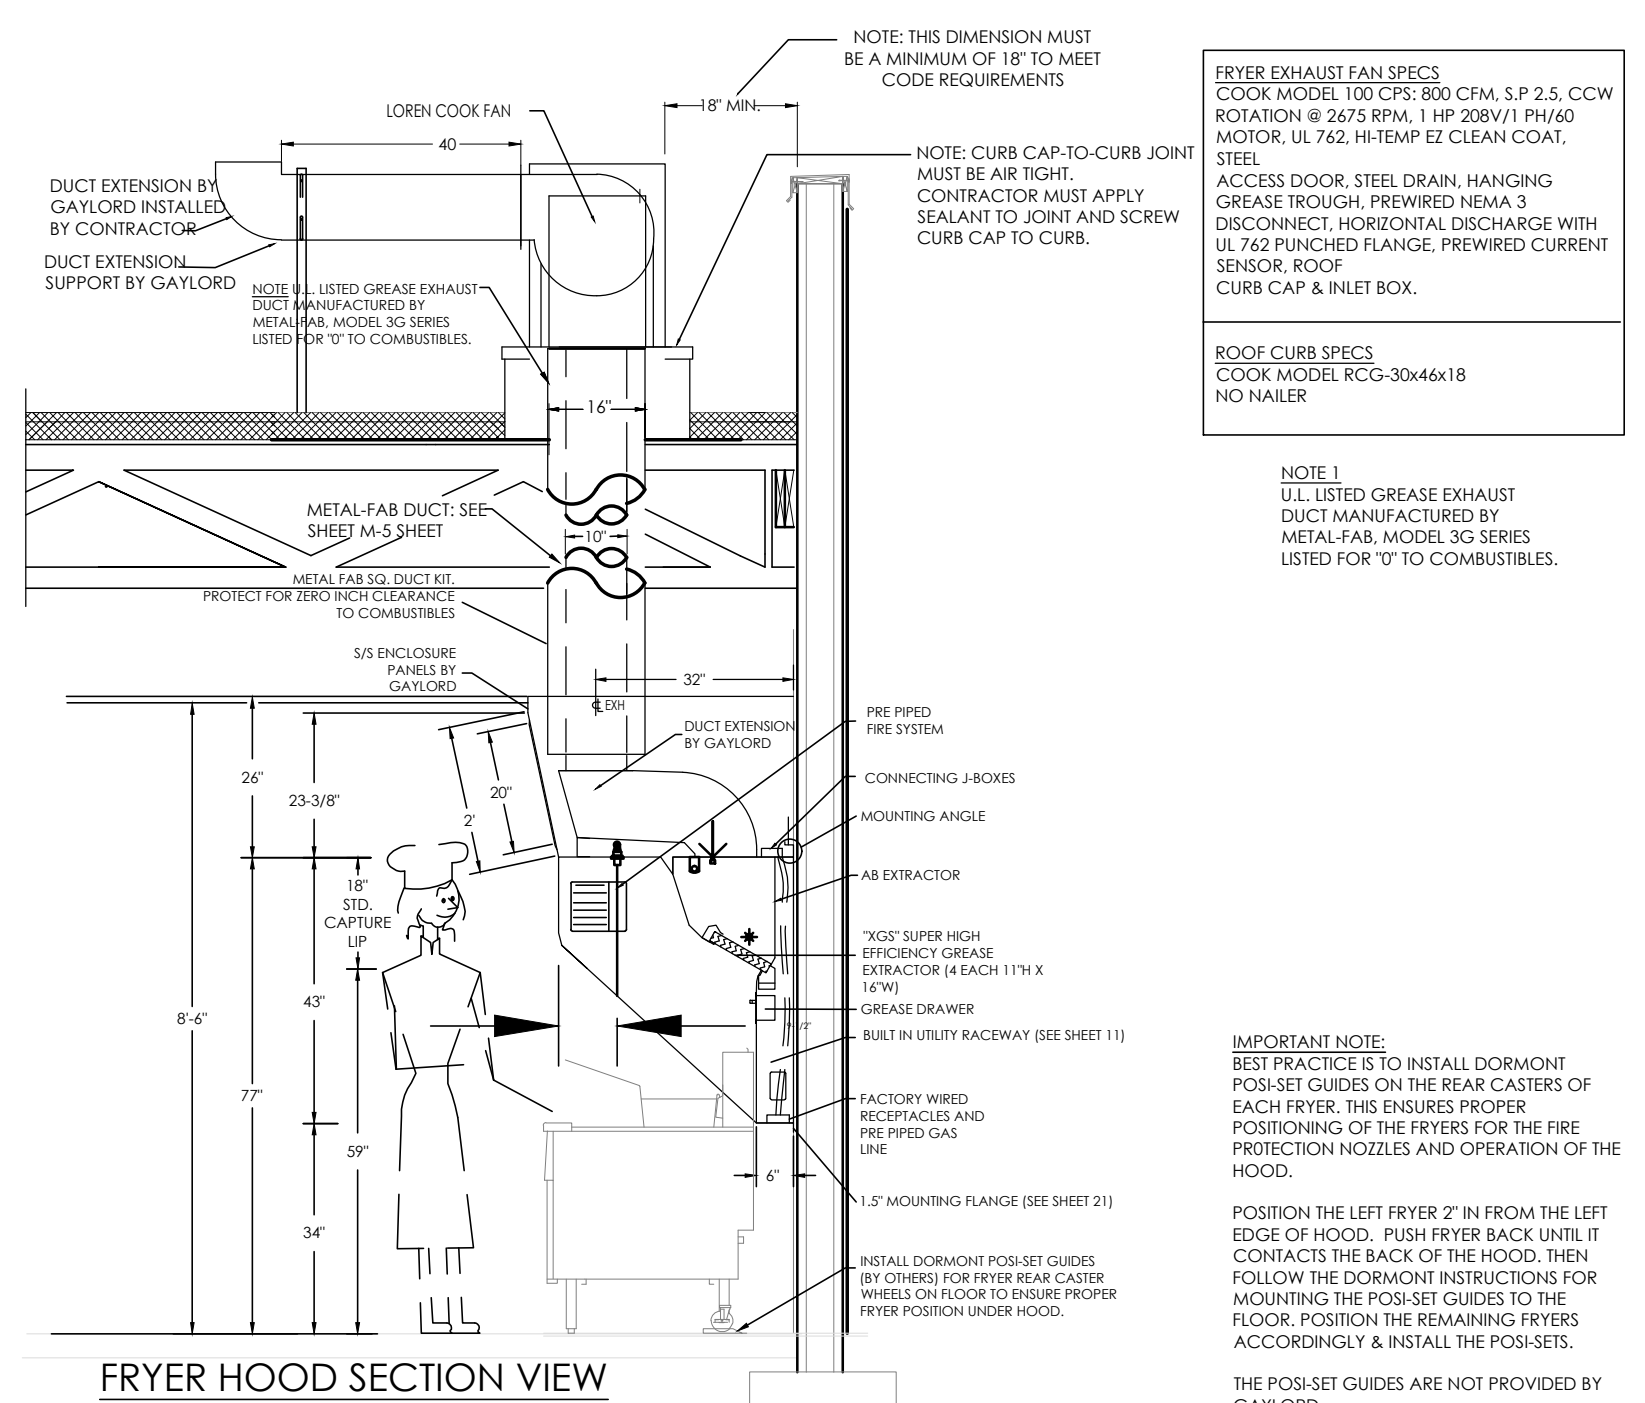 NOTE: THIS DIMENSION MUST
BE A MINIMUM OF 18" TO MEET
CODE REQUIREMENTS
18" MIN.
LOREN COOK FAN
40
NOTE: CURB CAP-TO-CURB JOINT
MUST BE AIR TIGHT.
CONTRACTOR MUST APPLY
SEALANT TO JOINT AND SCREW
CURB CAP TO CURB.
DUCT EXTENSION BY
GAYLORD INSTALLED
BY CONTRACTOR
DUCT EXTENSION
SUPPORT BY GAYLORD
NOTE U.L. LISTED GREASE EXHAUST
DUCT MANUFACTURED BY
METAL-FAB, MODEL 3G SERIES
LISTED FOR "0" TO COMBUSTIBLES.
FRYER EXHAUST FAN SPECS
COOK MODEL 100 CPS: 800 CFM, S.P 2.5, CCW
ROTATION @ 2675 RPM, 1 HP 208V/1 PH/60
MOTOR, UL 762, HI-TEMP EZ CLEAN COAT,
STEEL
ACCESS DOOR, STEEL DRAIN, HANGING
GREASE TROUGH, PREWIRED NEMA 3
DISCONNECT, HORIZONTAL DISCHARGE WITH
UL 762 PUNCHED FLANGE, PREWIRED CURRENT
SENSOR, ROOF
CURB CAP & INLET BOX.
ROOF CURB SPECS
COOK MODEL RCG-30x46x18
NO NAILER
NOTE 1
U.L. LISTED GREASE EXHAUST
DUCT MANUFACTURED BY
METAL-FAB, MODEL 3G SERIES
LISTED FOR "0" TO COMBUSTIBLES.
16"
METAL-FAB DUCT: SEE
SHEET M-5 SHEET
10"
METAL FAB SQ. DUCT KIT.
PROTECT FOR ZERO INCH CLEARANCE
TO COMBUSTIBLES
S/S ENCLOSURE
PANELS BY
GAYLORD
32"
℄ EXH
DUCT EXTENSION
BY GAYLORD
PRE PIPED
FIRE SYSTEM
CONNECTING J-BOXES
MOUNTING ANGLE
AB EXTRACTOR
"XGS" SUPER HIGH
EFFICIENCY GREASE
EXTRACTOR (4 EACH 11"H X
16"W)
GREASE DRAWER
BUILT IN UTILITY RACEWAY (SEE SHEET 11)
FACTORY WIRED
RECEPTACLES AND
PRE PIPED GAS
LINE
1.5" MOUNTING FLANGE (SEE SHEET 21)
INSTALL DORMONT POSI-SET GUIDES
(BY OTHERS) FOR FRYER REAR CASTER
WHEELS ON FLOOR TO ENSURE PROPER
FRYER POSITION UNDER HOOD.
26"
23-3/8"
20"
2'
18"
STD.
CAPTURE
LIP
43"
8'-6"
77"
59"
34"
6"
IMPORTANT NOTE:
BEST PRACTICE IS TO INSTALL DORMONT
POSI-SET GUIDES ON THE REAR CASTERS OF
EACH FRYER. THIS ENSURES PROPER
POSITIONING OF THE FRYERS FOR THE FIRE
PR0TECTION NOZZLES AND OPERATION OF THE
HOOD.
POSITION THE LEFT FRYER 2" IN FROM THE LEFT
EDGE OF HOOD. PUSH FRYER BACK UNTIL IT
CONTACTS THE BACK OF THE HOOD. THEN
FOLLOW THE DORMONT INSTRUCTIONS FOR
MOUNTING THE POSI-SET GUIDES TO THE
FLOOR. POSITION THE REMAINING FRYERS
ACCORDINGLY & INSTALL THE POSI-SETS.
THE POSI-SET GUIDES ARE NOT PROVIDED BY
GAYLORD
FRYER HOOD SECTION VIEW